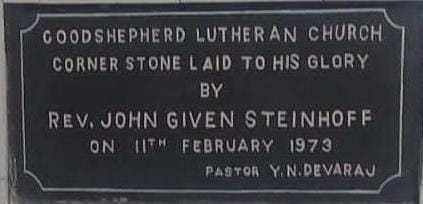 GOODSHEPHERD LUTHERAN CHURCH
CORNER STONE LAID TO HIS GLORY
BY
REV. JOHN GIVEN STEINHOFF
ON 11TH FEBRUARY 1973
PASTOR Y.N.DEVARAJ